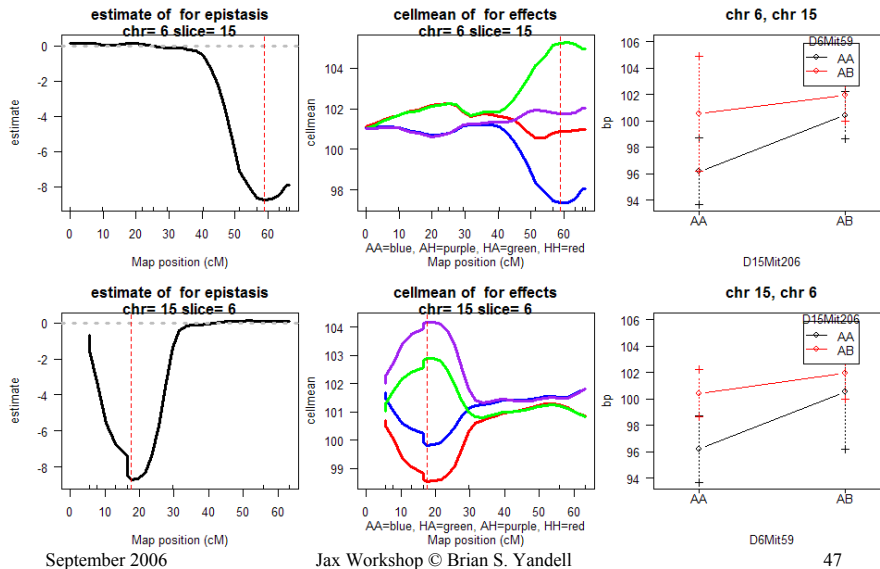 estimate of  for epistasis
chr= 6 slice= 15
estimate
0
-2
-4
-6
-8
0 10 20 30 40 50 60
Map position (cM)
cellmean of  for effects
chr= 6 slice= 15
cellmean
106
104
102
100
98
0 10 20 30 40 50 60
AA=blue, AH=purple, HA=green, HH=red
Map position (cM)
chr 6, chr 15
bp
106
104
102
100
98
96
94
D6Mit59
AA
AB
AA AB
D15Mit206
estimate of  for epistasis
chr= 15 slice= 6
estimate
0
-2
-4
-6
-8
0 10 20 30 40 50 60
Map position (cM)
cellmean of  for effects
chr= 15 slice= 6
cellmean
104
103
102
101
100
99
0 10 20 30 40 50 60
AA=blue, HA=green, AH=purple, HH=red
Map position (cM)
chr 15, chr 6
bp
106
104
102
100
98
96
94
D15Mit206
AA
AB
AA AB
D6Mit59
September 2006 Jax Workshop © Brian S. Yandell 47